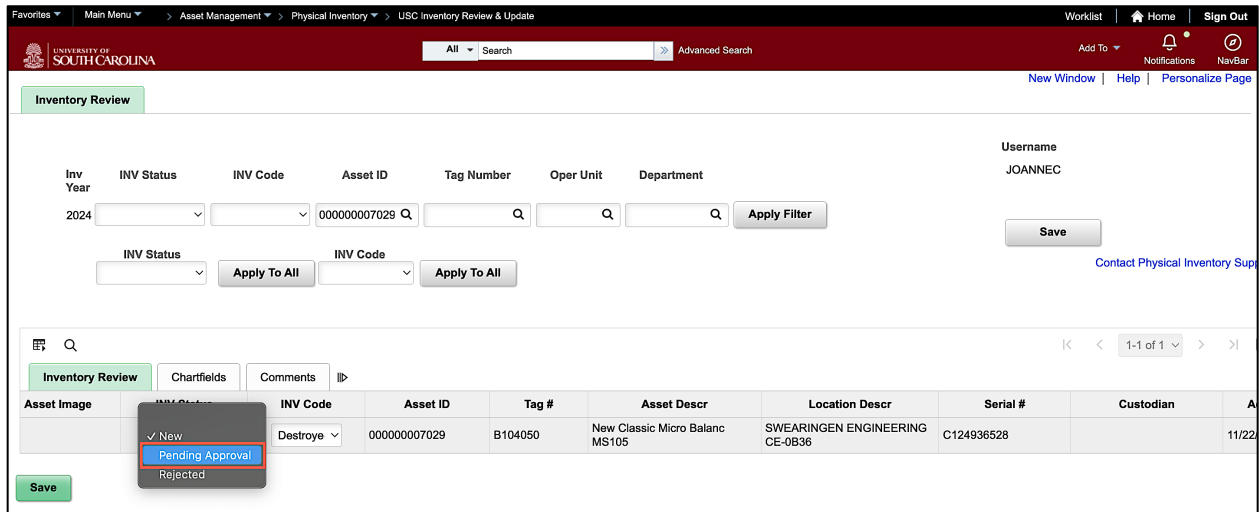 Favorites Main Menu > Asset Management > Physical Inventory > USC Inventory Review & Update Worklist Home Sign Out
UNIVERSITY OF
SOUTH CAROLINA
All Search Advanced Search Add To Notifications NavBar
New Window | Help | Personalize Page
Inventory Review
Username
JOANNEC
Inv Year INV Status INV Code Asset ID Tag Number Oper Unit Department
2024 000000007029 Apply Filter
Save
INV Status INV Code
Apply To All Apply To All
Contact Physical Inventory Supp
1-1 of 1
Inventory Review Chartfields Comments
Asset Image INV Status INV Code Asset ID Tag # Asset Descr Location Descr Serial # Custodian A
✓ New
Pending Approval
Rejected
Destroye 000000007029 B104050 New Classic Micro Balanc MS105 SWEARINGEN ENGINEERING CE-0B36 C124936528 11/22/
Save